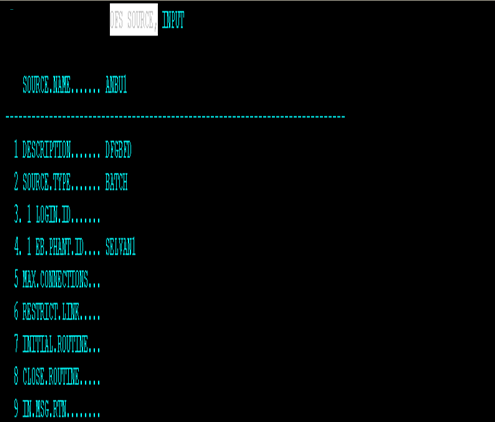 OFS SOURCE, INPUT
SOURCE.NAME....... ANBU1
------------------------------------------------------------------------------
1 DESCRIPTION....... DFGBFD
2 SOURCE.TYPE....... BATCH
3. 1 LOGIN.ID.......
4. 1 EB.PHANT.ID.... SELVAN1
5 MAX.CONNECTIONS...
6 RESTRICT.LINK.....
7 INITIAL.ROUTINE...
8 CLOSE.ROUTINE.....
9 IN.MSG.RTN........